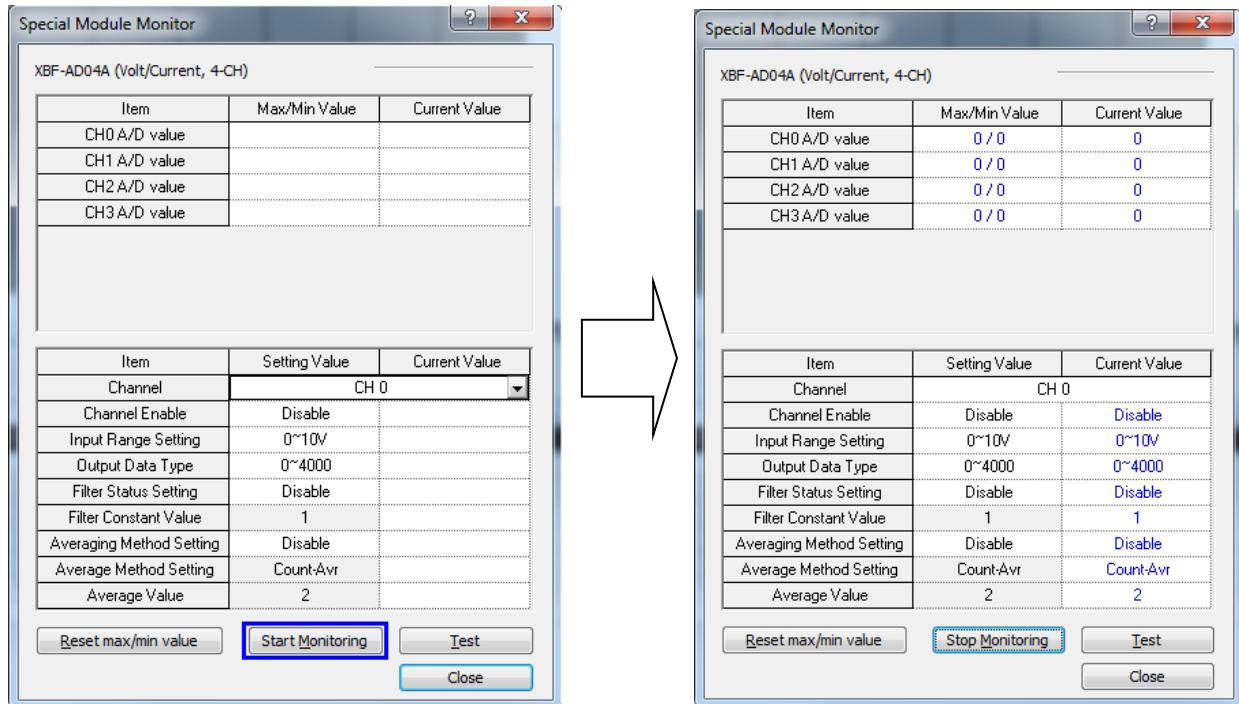 Special Module Monitor
XBF-AD04A (Volt/Current, 4-CH)
Item Max/Min Value Current Value
CH0 A/D value
CH1 A/D value
CH2 A/D value
CH3 A/D value
Item Setting Value Current Value
Channel CH 0
Channel Enable Disable
Input Range Setting 0~10V
Output Data Type 0~4000
Filter Status Setting Disable
Filter Constant Value 1
Averaging Method Setting Disable
Average Method Setting Count-Avr
Average Value 2
Reset max/min value Start Monitoring Test
Close
Special Module Monitor
XBF-AD04A (Volt/Current, 4-CH)
Item Max/Min Value Current Value
CH0 A/D value 0 / 0 0
CH1 A/D value 0 / 0 0
CH2 A/D value 0 / 0 0
CH3 A/D value 0 / 0 0
Item Setting Value Current Value
Channel CH 0
Channel Enable Disable Disable
Input Range Setting 0~10V 0~10V
Output Data Type 0~4000 0~4000
Filter Status Setting Disable Disable
Filter Constant Value 1 1
Averaging Method Setting Disable Disable
Average Method Setting Count-Avr Count-Avr
Average Value 2 2
Reset max/min value Stop Monitoring Test
Close